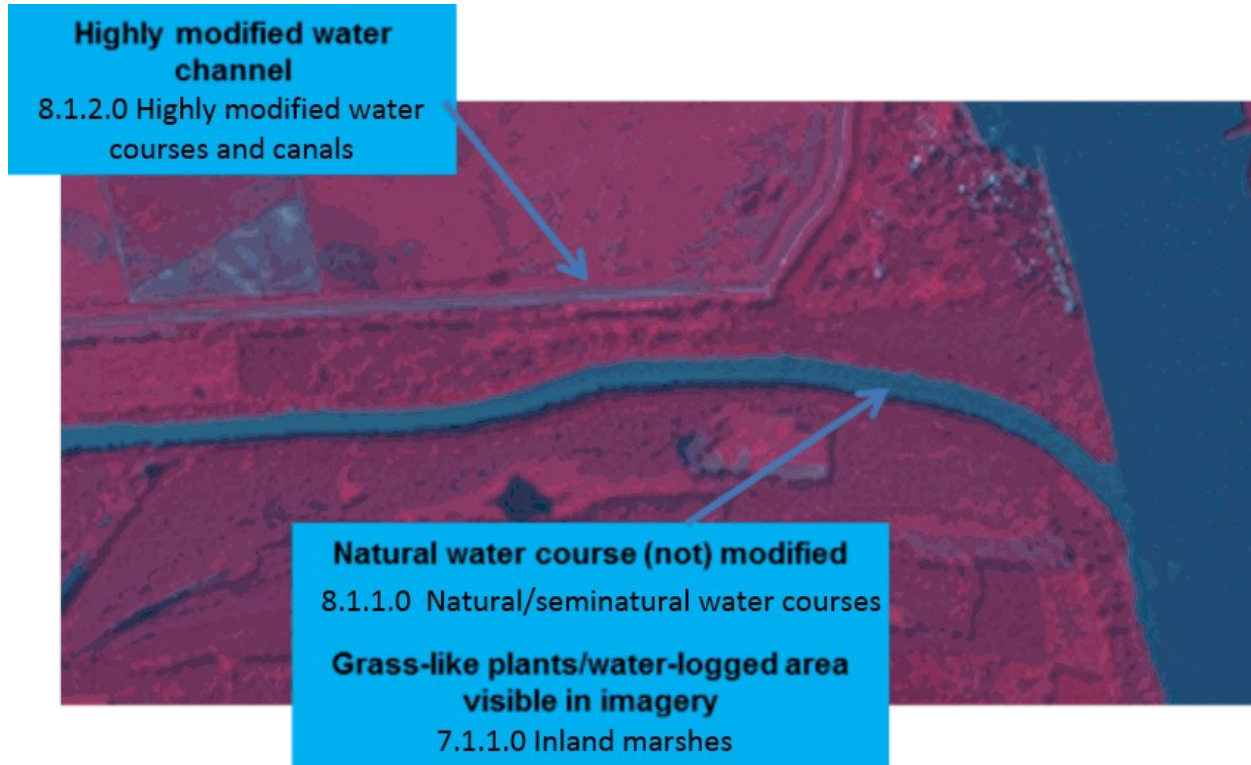 Highly modified water
channel
8.1.2.0 Highly modified water
courses and canals
Natural water course (not) modified
8.1.1.0 Natural/seminatural water courses
Grass-like plants/water-logged area
visible in imagery
7.1.1.0 Inland marshes